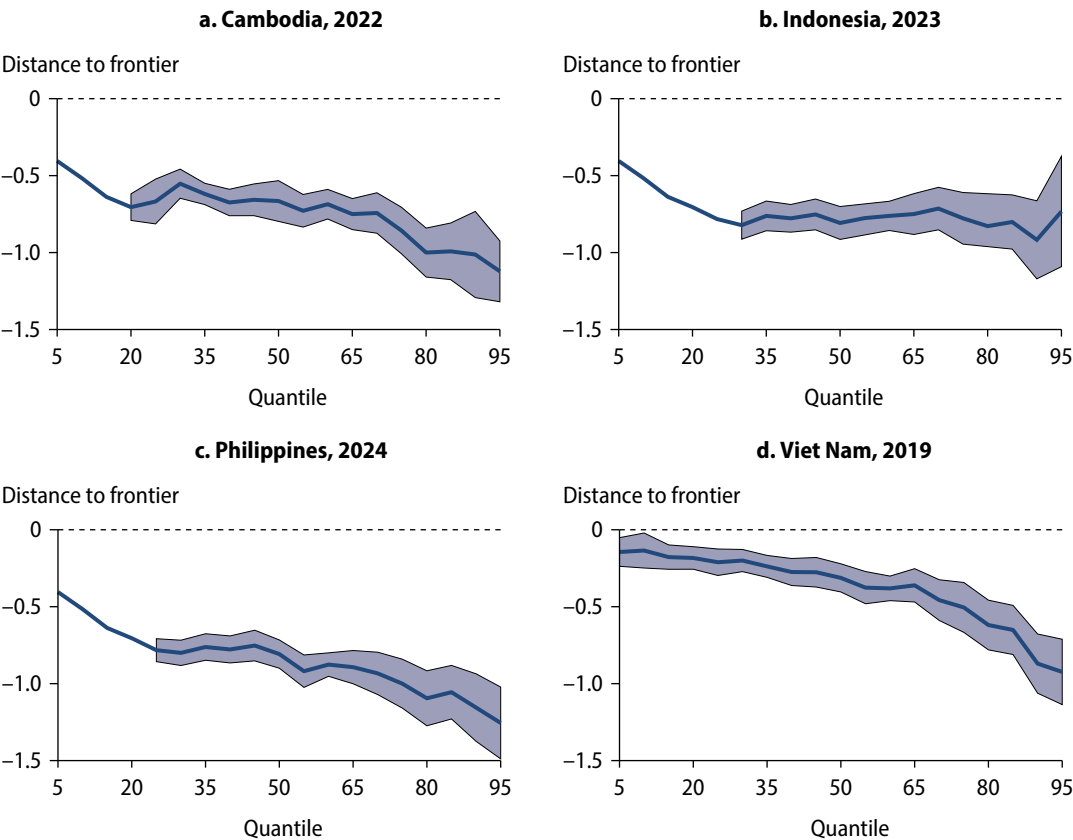 a. Cambodia, 2022
Distance to frontier
0
–0.5
–1.0
–1.5
5 20 35 50 65 80 95
Quantile
b. Indonesia, 2023
Distance to frontier
0
–0.5
–1.0
–1.5
5 20 35 50 65 80 95
Quantile
c. Philippines, 2024
Distance to frontier
0
–0.5
–1.0
–1.5
5 20 35 50 65 80 95
Quantile
d. Viet Nam, 2019
Distance to frontier
0
–0.5
–1.0
–1.5
5 20 35 50 65 80 95
Quantile